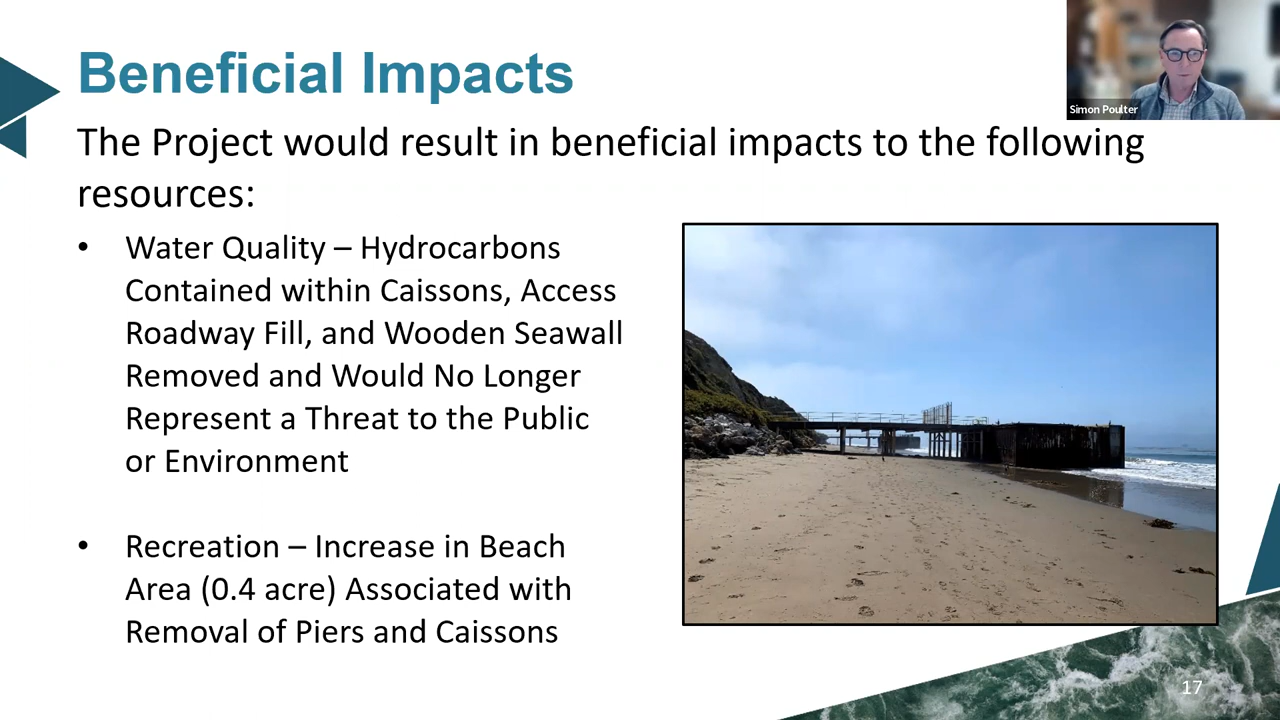 Beneficial Impacts
Simon Poulter
The Project would result in beneficial impacts to the following
resources:
• Water Quality – Hydrocarbons
Contained within Caissons, Access
Roadway Fill, and Wooden Seawall
Removed and Would No Longer
Represent a Threat to the Public
or Environment
• Recreation – Increase in Beach
Area (0.4 acre) Associated with
Removal of Piers and Caissons
17